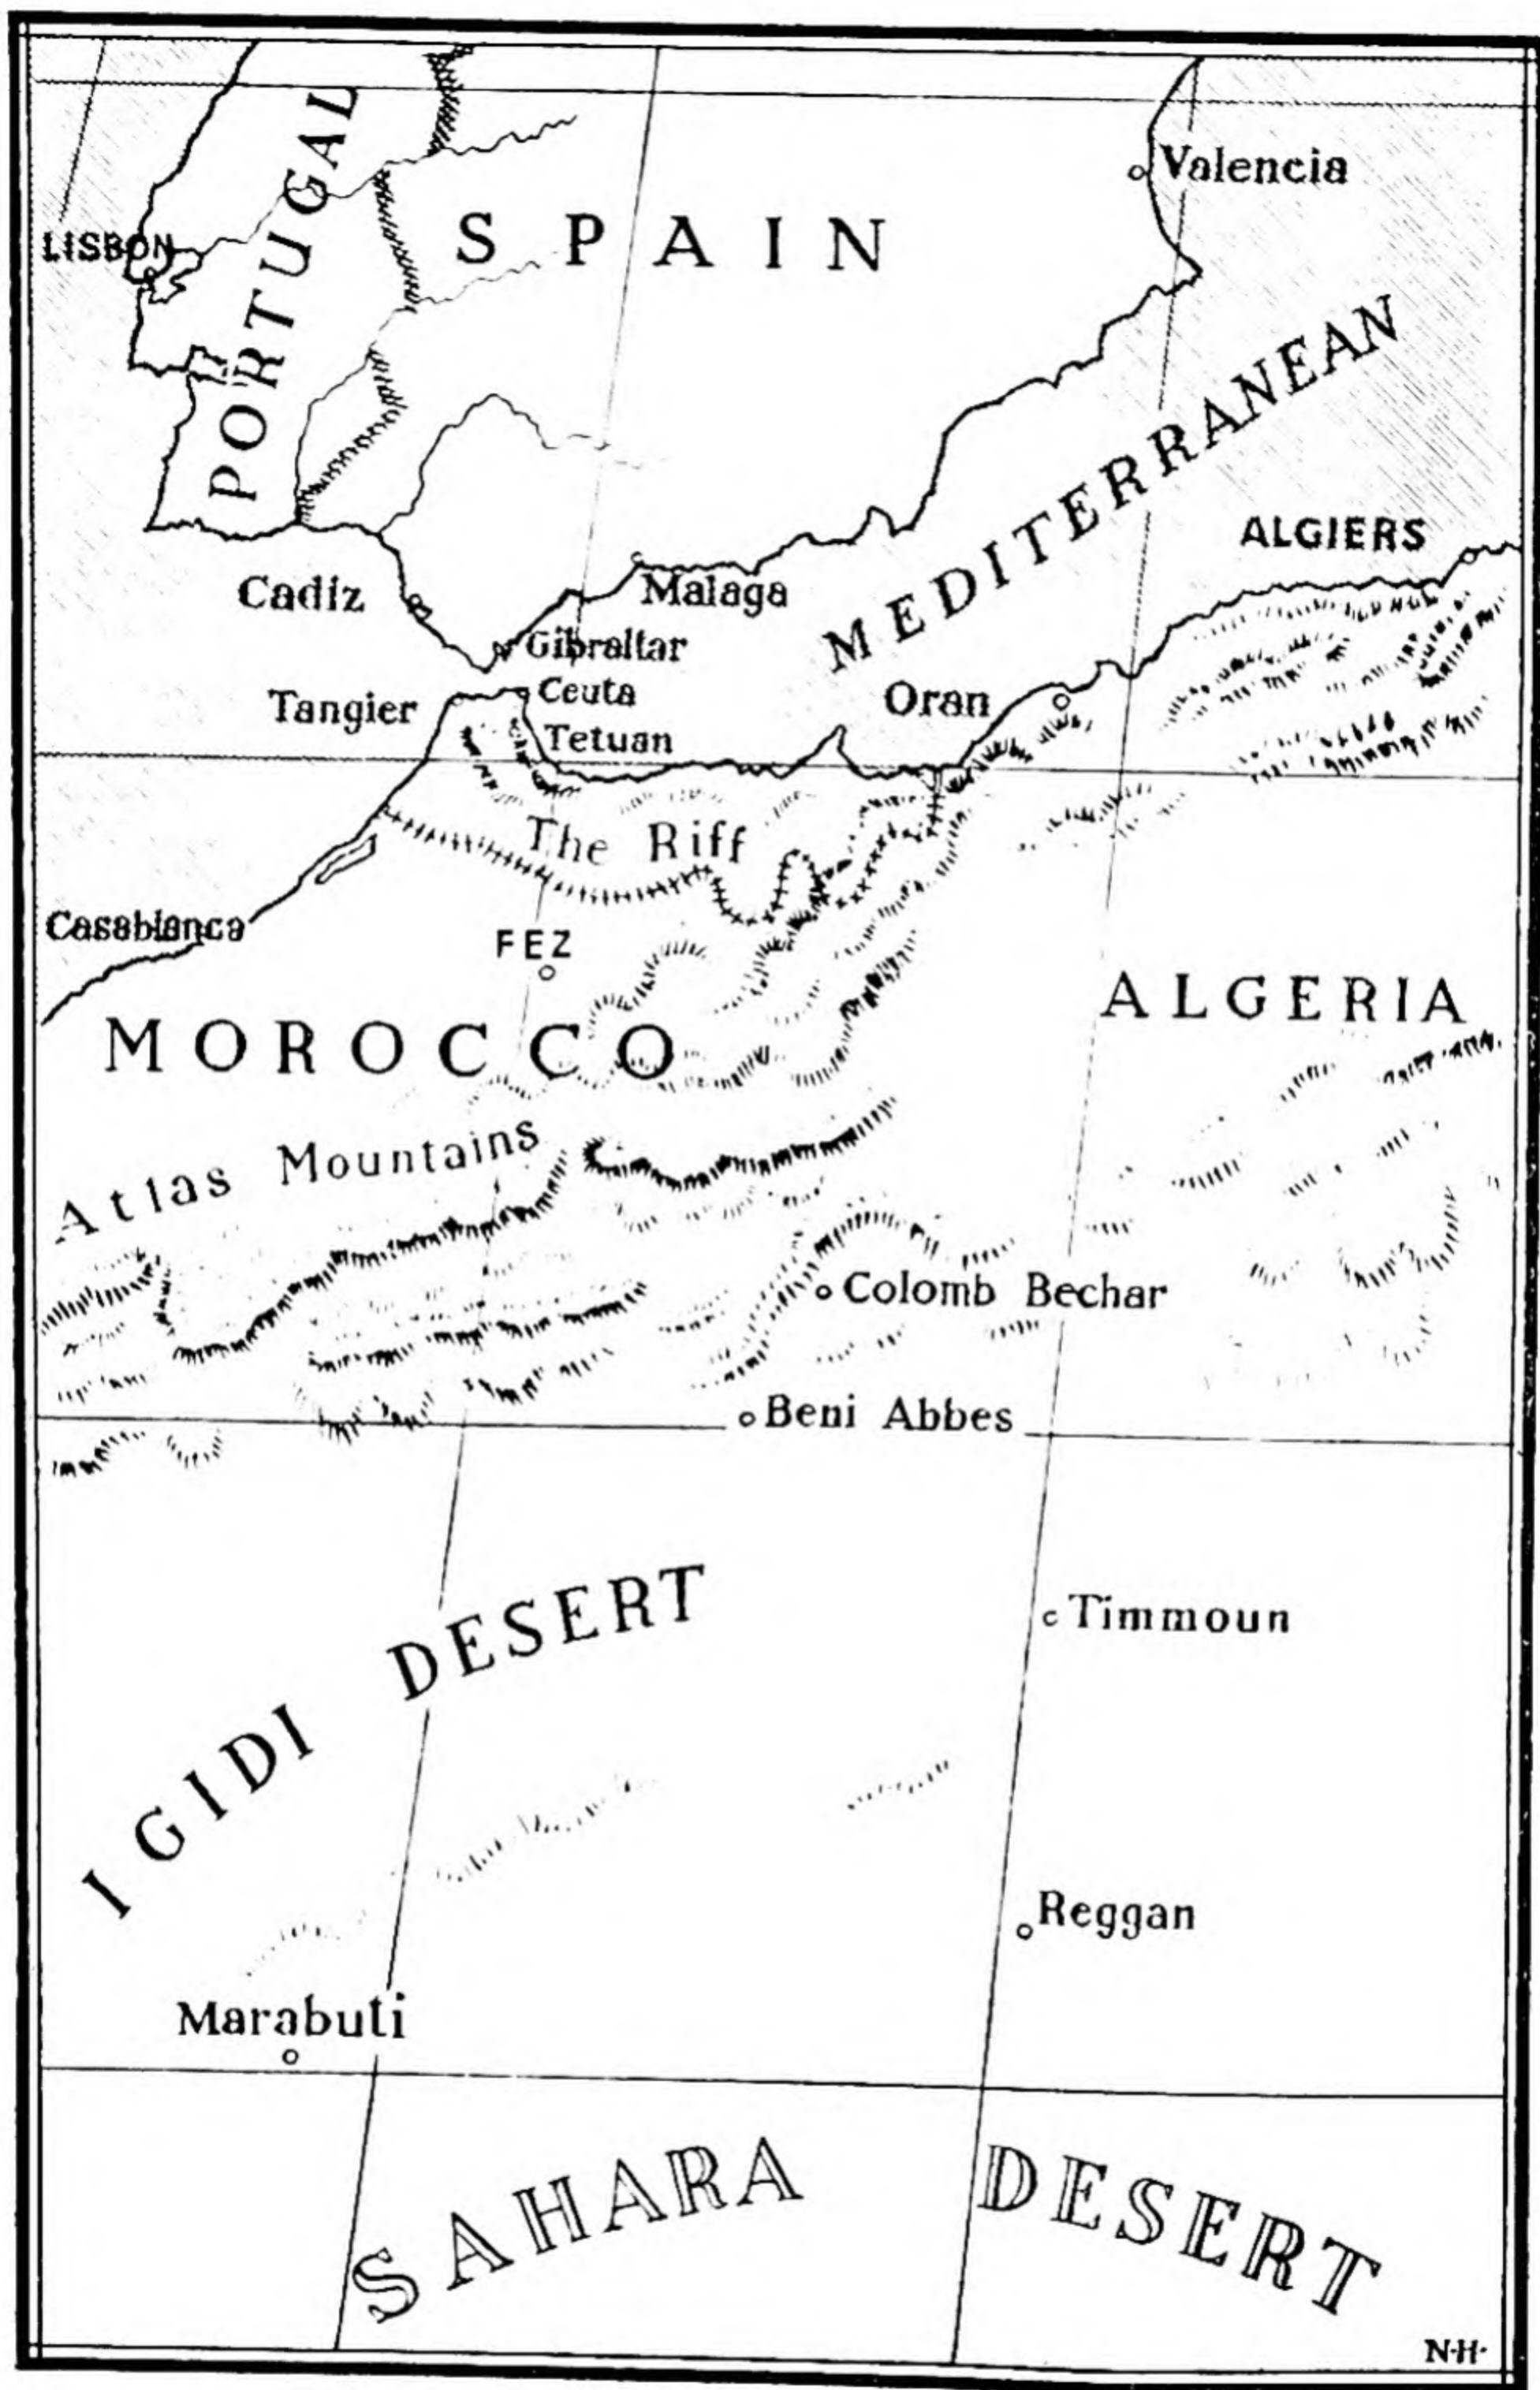 PORTUGAL
SPAIN
Valencia
LISBON
MEDITERRANEAN
ALGIERS
Cadiz
Malaga
Gibraltar
Ceuta
Tangier
Oran
Tetuan
The Riff
Casablanca
FEZ
ALGERIA
MOROCCO
Atlas Mountains
Colomb Bechar
Beni Abbes
IGIDI DESERT
Timmoun
Reggan
Marabuti
SAHARA DESERT
N·H·